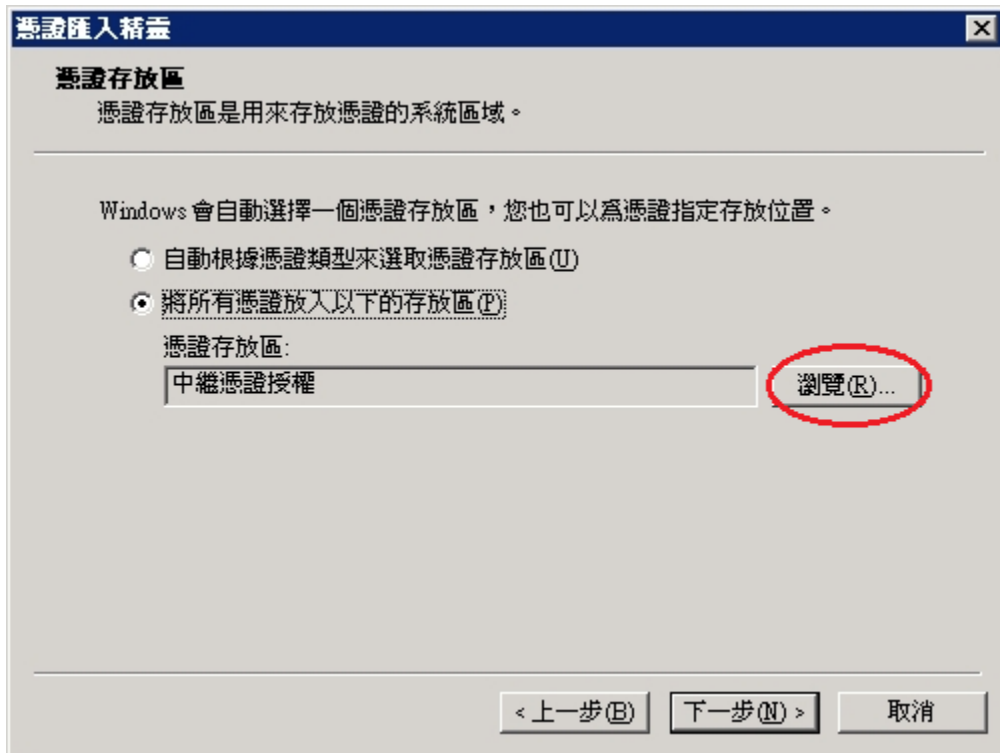 憑證匯入精靈
憑證存放區
憑證存放區是用來存放憑證的系統區域。
Windows 會自動選擇一個憑證存放區，您也可以為憑證指定存放位置。
自動根據憑證類型來選取憑證存放區(U)
將所有憑證放入以下的存放區(P)
憑證存放區:
中繼憑證授權
瀏覽(R)...
< 上一步(B)
下一步(N) >
取消